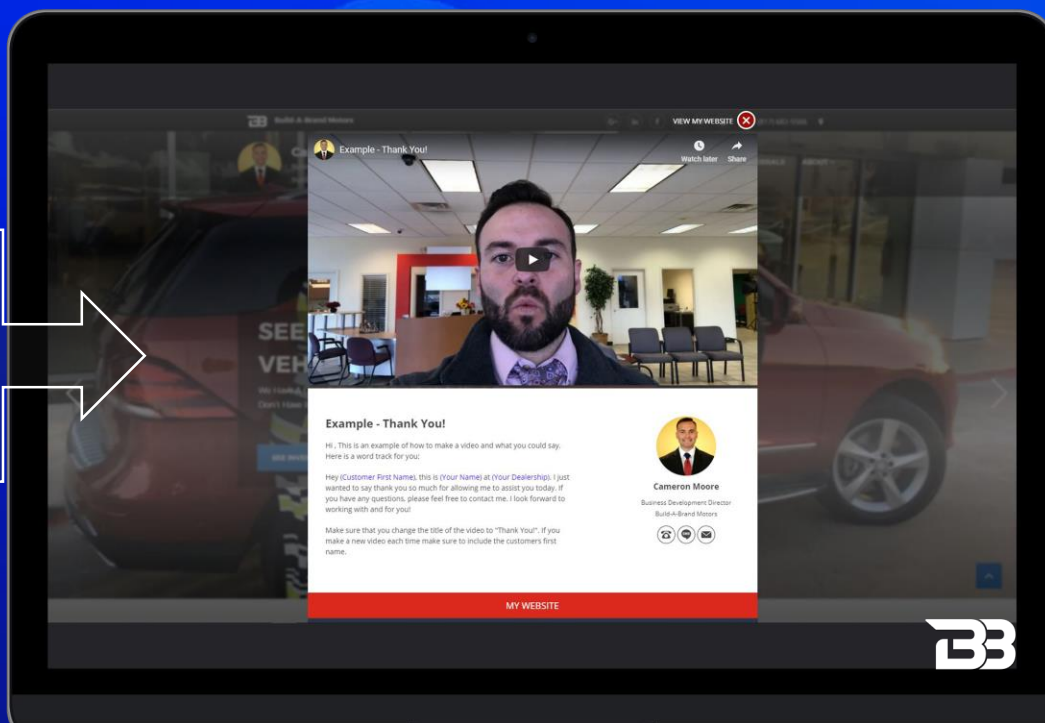 Build-A-Brand Motors
VIEW MY WEBSITE
Example - Thank You!
Watch later
Share
SEE
VEH
We Have A
Don't Have
Example - Thank You!
Hi , This is an example of how to make a video and what you could say.
Here is a word track for you:
Hey (Customer First Name), this is (Your Name) at (Your Dealership). I just
wanted to say thank you so much for allowing me to assist you today. If
you have any questions, please feel free to contact me. I look forward to
working with and for you!
Make sure that you change the title of the video to "Thank You!". If you
make a new video each time make sure to include the customers first
name.
Cameron Moore
Business Development Director
Build-A-Brand Motors
MY WEBSITE